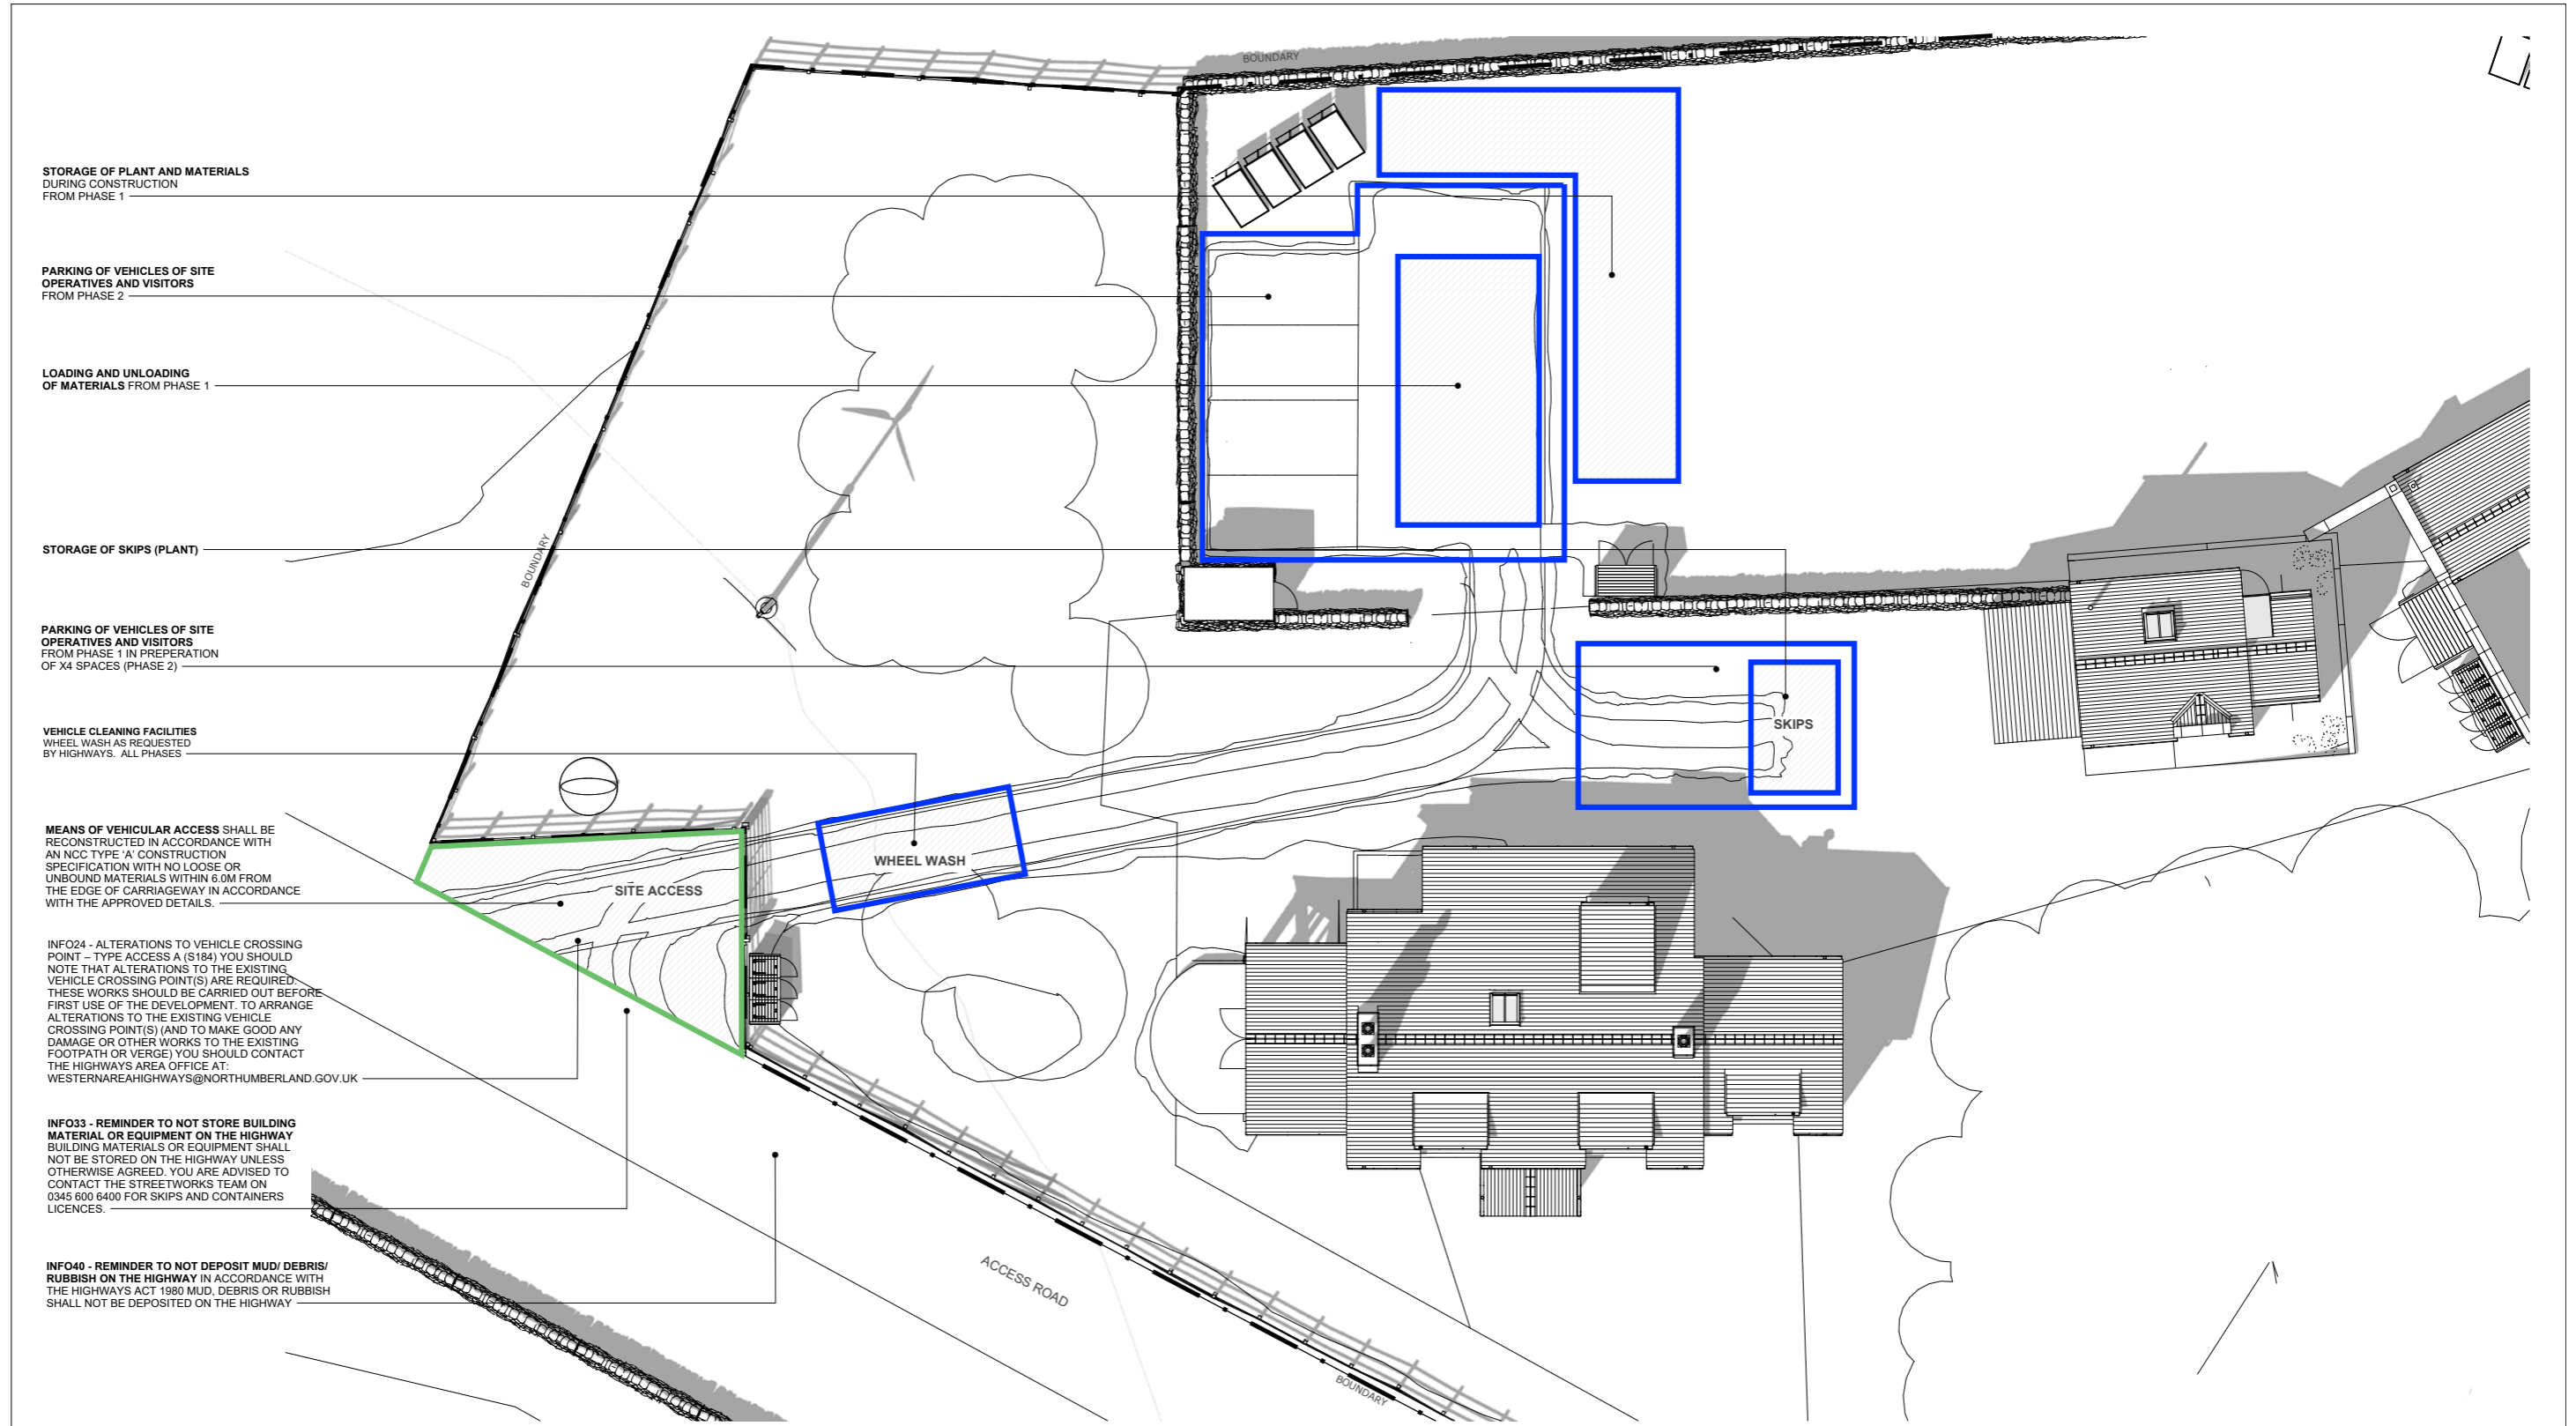 BOUNDARY
STORAGE OF PLANT AND MATERIALS
DURING CONSTRUCTION
FROM PHASE 1
PARKING OF VEHICLES OF SITE
OPERATIVES AND VISITORS
FROM PHASE 2
LOADING AND UNLOADING
OF MATERIALS FROM PHASE 1
STORAGE OF SKIPS (PLANT)
BOUNDARY
PARKING OF VEHICLES OF SITE
OPERATIVES AND VISITORS
FROM PHASE 1 IN PREPERATION
OF X4 SPACES (PHASE 2)
SKIPS
VEHICLE CLEANING FACILITIES
WHEEL WASH AS REQUESTED
BY HIGHWAYS. ALL PHASES
WHEEL WASH
MEANS OF VEHICULAR ACCESS SHALL BE
RECONSTRUCTED IN ACCORDANCE WITH
AN NCC TYPE ‘A’ CONSTRUCTION
SPECIFICATION WITH NO LOOSE OR
UNBOUND MATERIALS WITHIN 6.0M FROM
THE EDGE OF CARRIAGEWAY IN ACCORDANCE
WITH THE APPROVED DETAILS.
SITE ACCESS
INFO24 - ALTERATIONS TO VEHICLE CROSSING
POINT – TYPE ACCESS A (S184) YOU SHOULD
NOTE THAT ALTERATIONS TO THE EXISTING
VEHICLE CROSSING POINT(S) ARE REQUIRED.
THESE WORKS SHOULD BE CARRIED OUT BEFORE
FIRST USE OF THE DEVELOPMENT. TO ARRANGE
ALTERATIONS TO THE EXISTING VEHICLE
CROSSING POINT(S) (AND TO MAKE GOOD ANY
DAMAGE OR OTHER WORKS TO THE EXISTING
FOOTPATH OR VERGE) YOU SHOULD CONTACT
THE HIGHWAYS AREA OFFICE AT:
WESTERNAREAHIGHWAYS@NORTHUMBERLAND.GOV.UK
INFO33 - REMINDER TO NOT STORE BUILDING
MATERIAL OR EQUIPMENT ON THE HIGHWAY
BUILDING MATERIALS OR EQUIPMENT SHALL
NOT BE STORED ON THE HIGHWAY UNLESS
OTHERWISE AGREED. YOU ARE ADVISED TO
CONTACT THE STREETWORKS TEAM ON
0345 600 6400 FOR SKIPS AND CONTAINERS
LICENCES.
INFO40 - REMINDER TO NOT DEPOSIT MUD/ DEBRIS/
RUBBISH ON THE HIGHWAY IN ACCORDANCE WITH
THE HIGHWAYS ACT 1980 MUD, DEBRIS OR RUBBISH
SHALL NOT BE DEPOSITED ON THE HIGHWAY
ACCESS ROAD
BOUNDARY